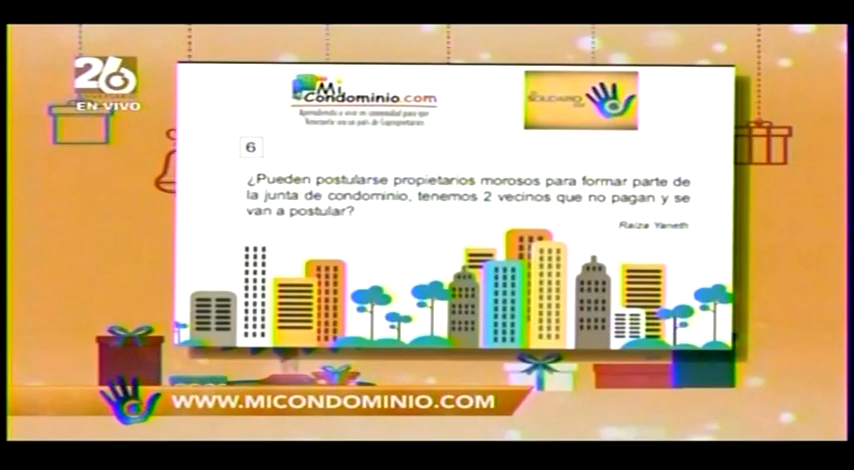 26
EN VIVO
Mi
Condominio.com
SOLIDARIO
6
¿Pueden postularse propietarios morosos para formar parte de
la junta de condominio, tenemos 2 vecinos que no pagan y se
van a postular?
Raiza Yaneth
WWW.MICONDOMINIO.COM